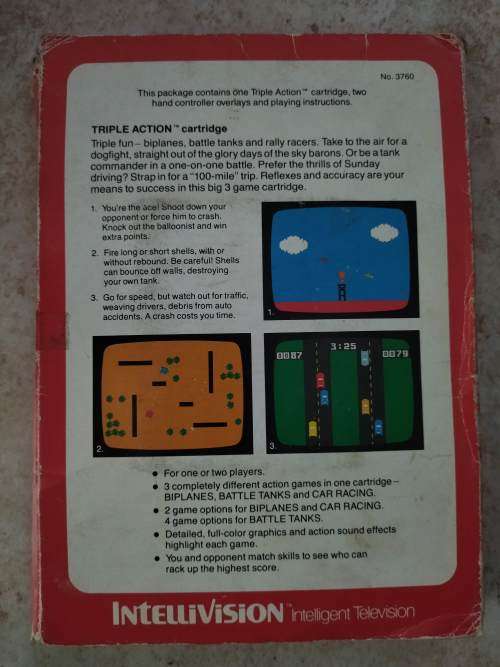 No. 3760
This package contains one Triple Action™ cartridge, two
hand controller overlays and playing instructions.
TRIPLE ACTION™ cartridge
Triple fun – biplanes, battle tanks and rally racers. Take to the air for a
dogfight, straight out of the glory days of the sky barons. Or be a tank
commander in a one-on-one battle. Prefer the thrills of Sunday
driving? Strap in for a "100-mile" trip. Reflexes and accuracy are your
means to success in this big 3 game cartridge.
1. You're the ace! Shoot down your
opponent or force him to crash.
Knock out the balloonist and win
extra points.
2. Fire long or short shells, with or
without rebound. Be careful! Shells
can bounce off walls, destroying
your own tank.
3. Go for speed, but watch out for traffic,
weaving drivers, debris from auto
accidents. A crash costs you time.
1.
2.
0087 3:25 0079
3.
• For one or two players.
• 3 completely different action games in one cartridge –
BIPLANES, BATTLE TANKS and CAR RACING.
• 2 game options for BIPLANES and CAR RACING.
4 game options for BATTLE TANKS.
• Detailed, full-color graphics and action sound effects
highlight each game.
• You and opponent match skills to see who can
rack up the highest score.
INTELLIVISION™ Intelligent Television